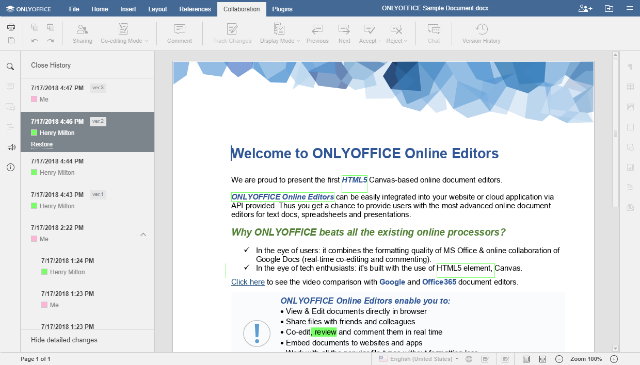 ONLYOFFICE File Home Insert Layout References Collaboration Plugins ONLYOFFICE Sample Document.docx
Sharing Co-editing Mode Comment Track Changes Display Mode Previous Next Accept Reject Chat Version History
Close History
7/17/2018 4:47 PM ver.3
Me
7/17/2018 4:46 PM ver.2
Henry Milton
Restore
7/17/2018 4:44 PM
Henry Milton
7/17/2018 4:43 PM ver.1
Henry Milton
7/17/2018 2:22 PM
Me
7/17/2018 1:24 PM
Henry Milton
7/17/2018 1:23 PM
Me
7/17/2018 1:23 PM
Hide detailed changes
Welcome to ONLYOFFICE Online Editors
We are proud to present the first HTML5 Canvas-based online document editors.
ONLYOFFICE Online Editors can be easily integrated into your website or cloud application via
API provided. Thus you get a chance to provide users with the most advanced online document
editors for text docs, spreadsheets and presentations.
Why ONLYOFFICE beats all the existing online processors?
✓ In the eye of users: it combines the formatting quality of MS Office & online collaboration of
Google Docs (real-time co-editing and commenting).
✓ In the eye of tech enthusiasts: it's built with the use of HTML5 element, Canvas.
Click here to see the video comparison with Google and Office365 document editors.
ONLYOFFICE Online Editors enable you to:
• View & Edit documents directly in browser
• Share files with friends and colleagues
• Co-edit, review and comment them in real time
• Embed documents to websites and apps
Page 1 of 1 English (United States) Zoom 100%